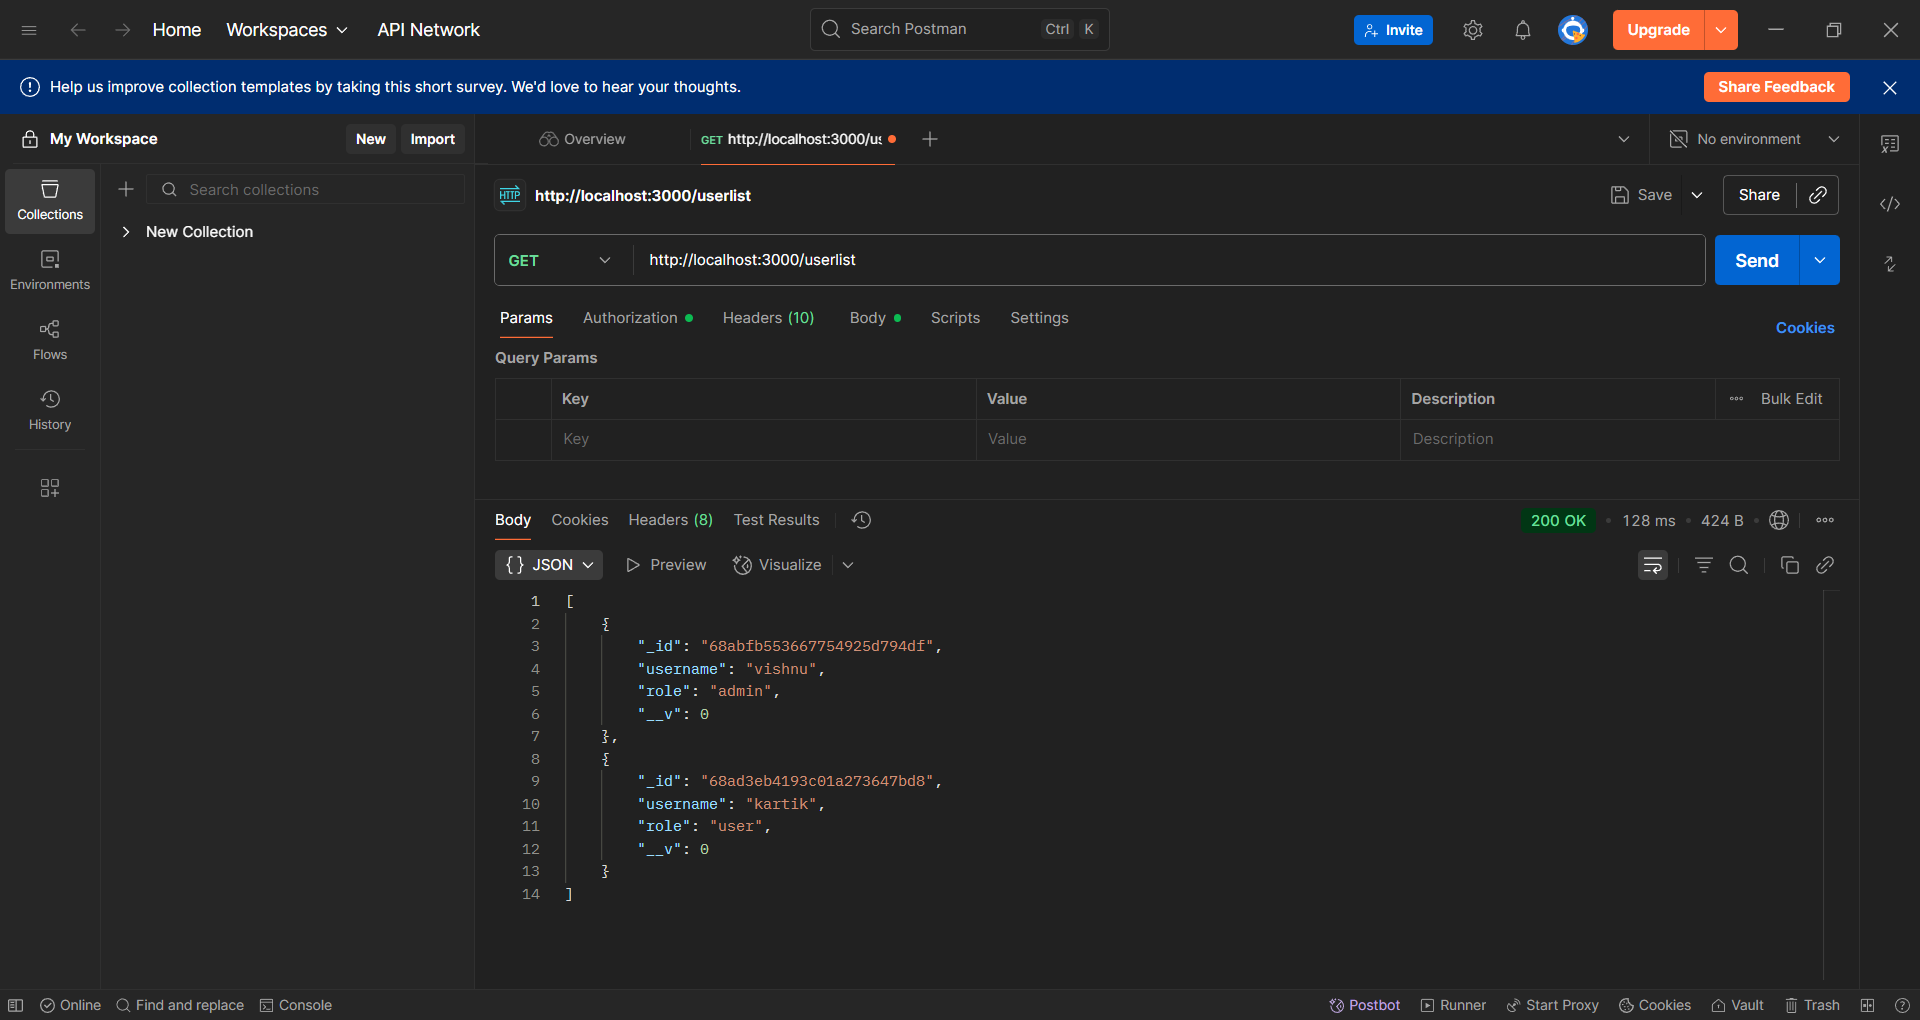 Home Workspaces API Network Search Postman Ctrl K Invite Upgrade
Help us improve collection templates by taking this short survey. We'd love to hear your thoughts. Share Feedback
My Workspace New Import Overview GET http://localhost:3000/us No environment
Collections
Search collections
New Collection
Environments
Flows
History
HTTP http://localhost:3000/userlist Save Share
GET http://localhost:3000/userlist Send
Params Authorization Headers (10) Body Scripts Settings Cookies
Query Params
Key Value Description Bulk Edit
Key Value Description
Body Cookies Headers (8) Test Results 200 OK 128 ms 424 B
{} JSON Preview Visualize
1 [
2 {
3 "_id": "68abfb553667754925d794df",
4 "username": "vishnu",
5 "role": "admin",
6 "__v": 0
7 },
8 {
9 "_id": "68ad3eb4193c01a273647bd8",
10 "username": "kartik",
11 "role": "user",
12 "__v": 0
13 }
14 ]
Online Find and replace Console Postbot Runner Start Proxy Cookies Vault Trash